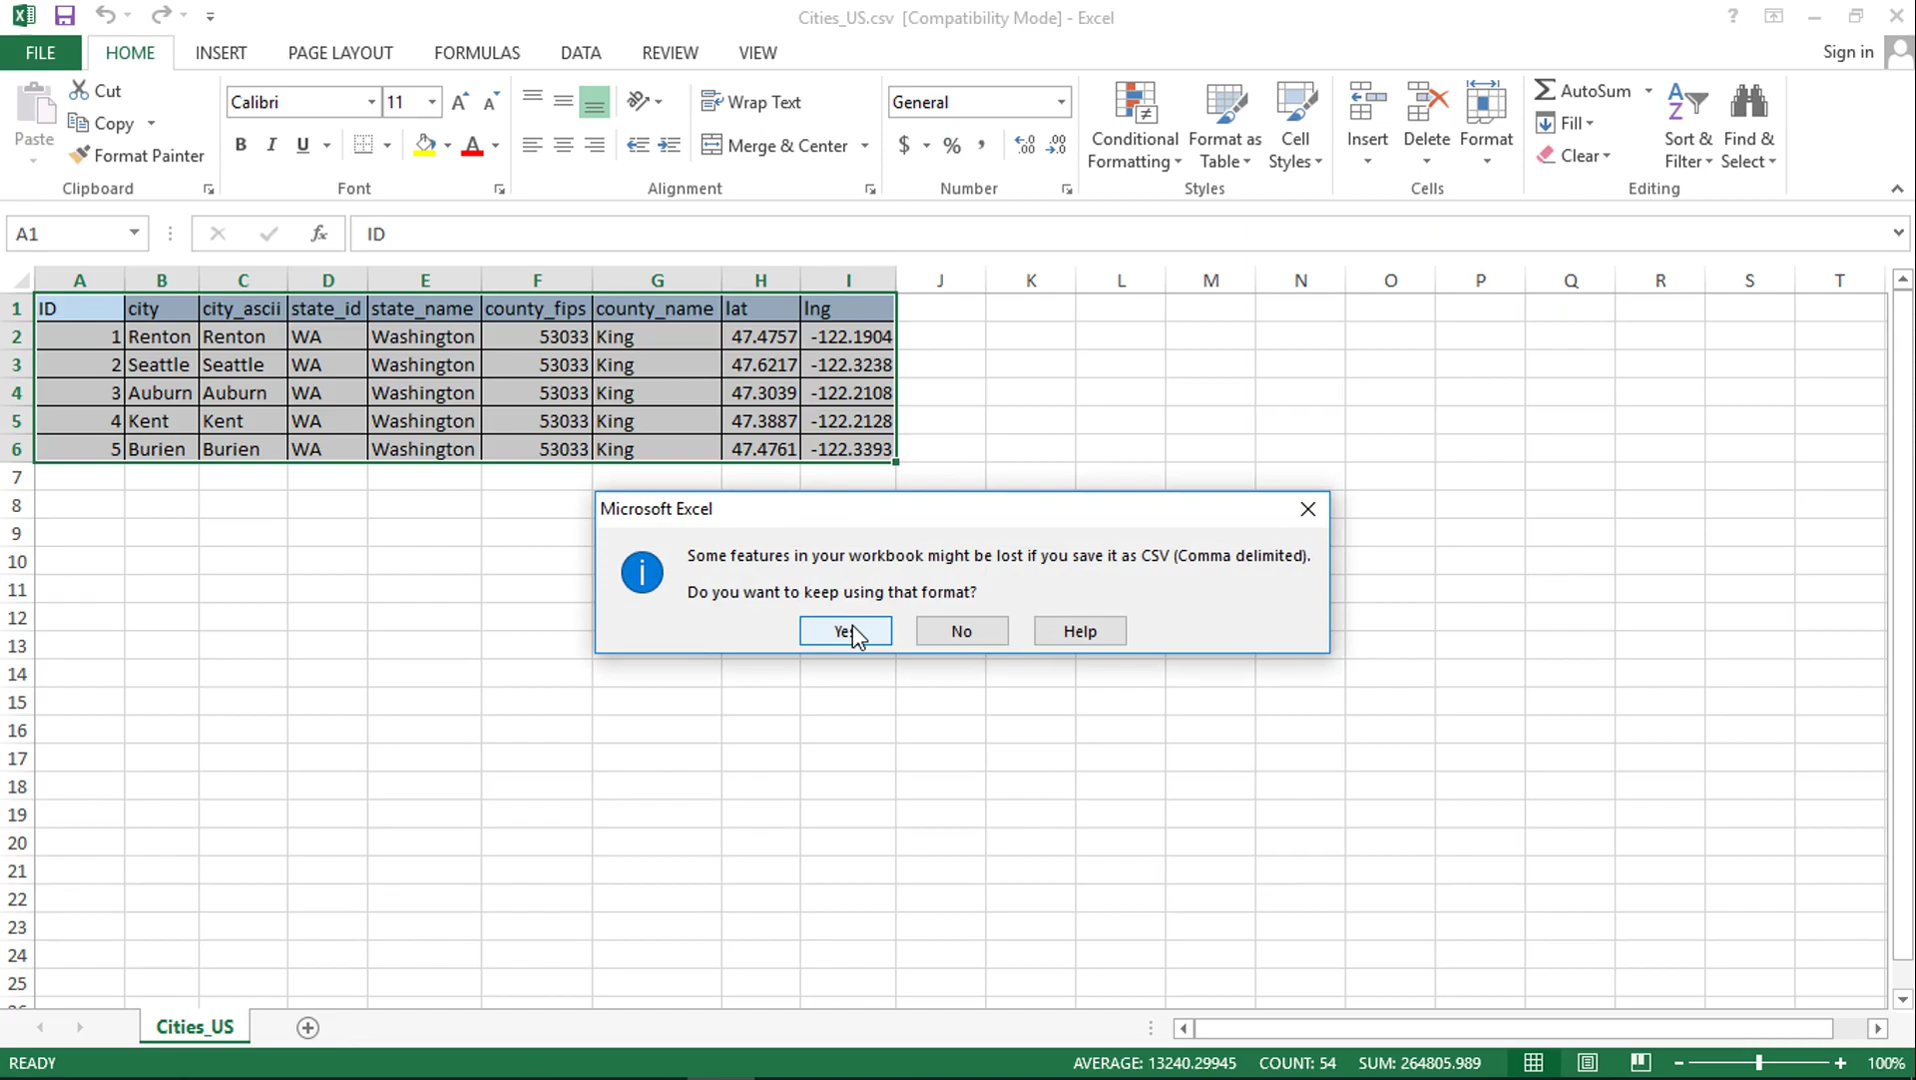 Cities_US.csv [Compatibility Mode] - Excel
FILE HOME INSERT PAGE LAYOUT FORMULAS DATA REVIEW VIEW Sign in
Paste
Cut
Copy
Format Painter
Clipboard
Calibri 11
B I U A
Font
Wrap Text
Merge & Center
Alignment
General
$ % ,
Number
Conditional Formatting
Format as Table
Cell Styles
Styles
Insert Delete Format
Cells
AutoSum
Fill
Clear
Sort & Filter
Find & Select
Editing
A1 fx ID
A B C D E F G H I J K L M N O P Q R S T
1 ID city city_ascii state_id state_name county_fips county_name lat lng
2 1 Renton Renton WA Washington 53033 King 47.4757 -122.1904
3 2 Seattle Seattle WA Washington 53033 King 47.6217 -122.3238
4 3 Auburn Auburn WA Washington 53033 King 47.3039 -122.2108
5 4 Kent Kent WA Washington 53033 King 47.3887 -122.2128
6 5 Burien Burien WA Washington 53033 King 47.4761 -122.3393
7
8
9
10
11
12
13
14
15
16
17
18
19
20
21
22
23
24
25
Microsoft Excel
Some features in your workbook might be lost if you save it as CSV (Comma delimited).
Do you want to keep using that format?
Yes No Help
Cities_US
READY AVERAGE: 13240.29945 COUNT: 54 SUM: 264805.989 100%